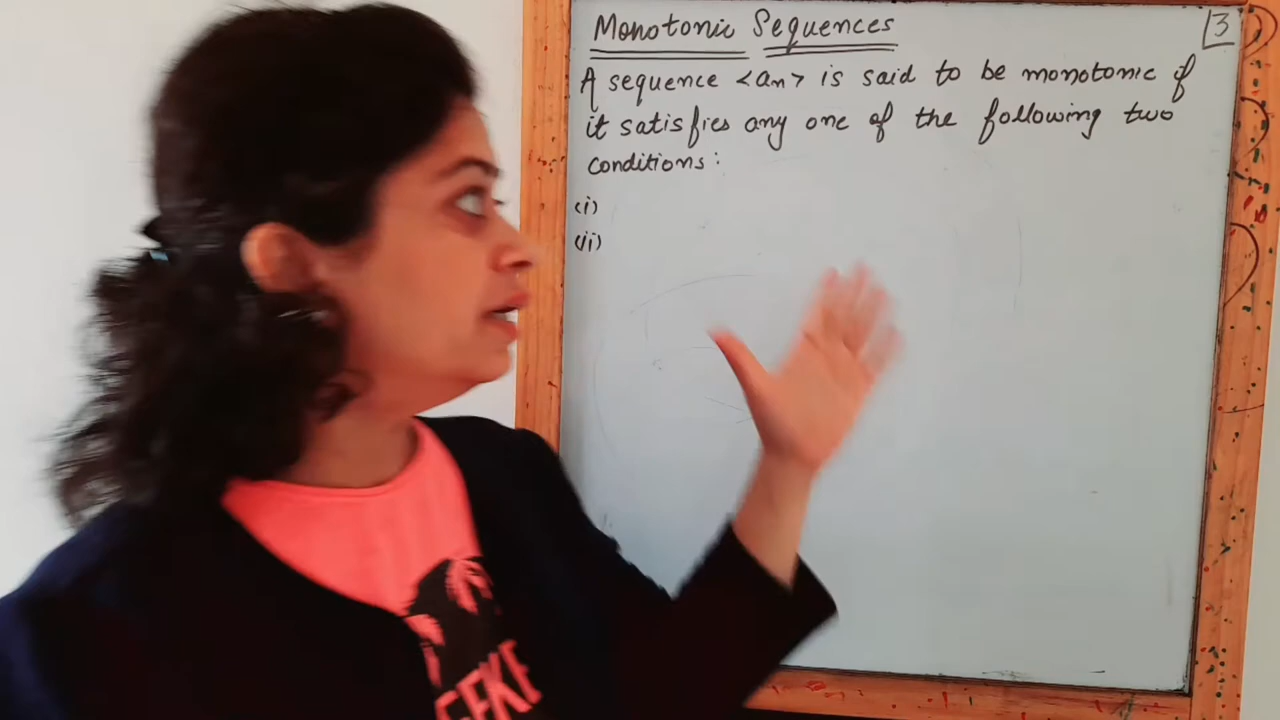 Monotonic Sequences
3
A sequence <an> is said to be monotonic if
it satisfies any one of the following two
conditions:
(i)
(ii)